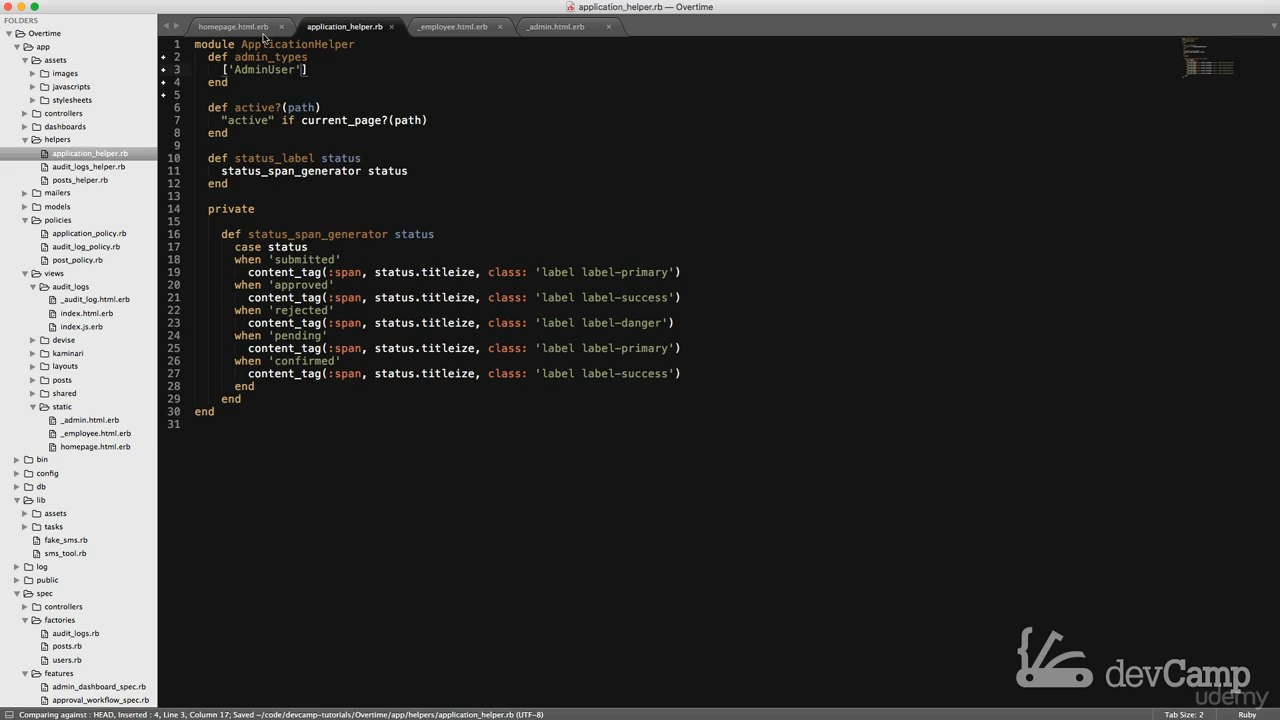 application_helper.rb — Overtime
FOLDERS
Overtime
app
assets
images
javascripts
stylesheets
controllers
dashboards
helpers
application_helper.rb
audit_logs_helper.rb
posts_helper.rb
mailers
models
policies
application_policy.rb
audit_log_policy.rb
post_policy.rb
views
audit_logs
_audit_log.html.erb
index.html.erb
index.js.erb
devise
kaminari
layouts
posts
shared
static
_admin.html.erb
_employee.html.erb
homepage.html.erb
bin
config
db
lib
assets
tasks
fake_sms.rb
sms_tool.rb
log
public
spec
controllers
factories
audit_logs.rb
posts.rb
users.rb
features
admin_dashboard_spec.rb
approval_workflow_spec.rb
homepage.html.erb × application_helper.rb × _employee.html.erb × _admin.html.erb ×
1 module ApplicationHelper
2 def admin_types
3 ['AdminUser']
4 end
5
6 def active?(path)
7 "active" if current_page?(path)
8 end
9
10 def status_label status
11 status_span_generator status
12 end
13
14 private
15
16 def status_span_generator status
17 case status
18 when 'submitted'
19 content_tag(:span, status.titleize, class: 'label label-primary')
20 when 'approved'
21 content_tag(:span, status.titleize, class: 'label label-success')
22 when 'rejected'
23 content_tag(:span, status.titleize, class: 'label label-danger')
24 when 'pending'
25 content_tag(:span, status.titleize, class: 'label label-primary')
26 when 'confirmed'
27 content_tag(:span, status.titleize, class: 'label label-success')
28 end
29 end
30 end
31
devCamp
udemy
Comparing against : HEAD, Inserted : 4, Line 3, Column 17; Saved ~/code/devcamp-tutorials/Overtime/app/helpers/application_helper.rb (UTF-8) Tab Size: 2 Ruby